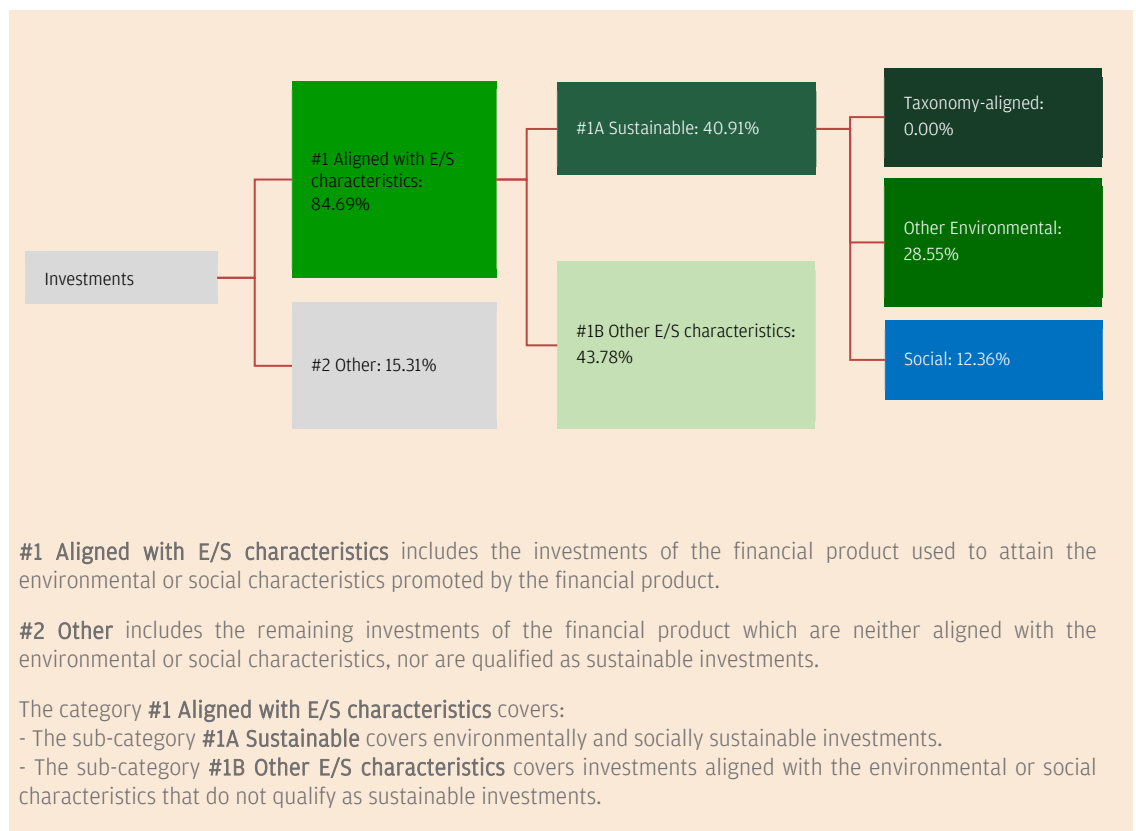 Investments
#1 Aligned with E/S
characteristics:
84.69%
#2 Other: 15.31%
#1A Sustainable: 40.91%
#1B Other E/S characteristics:
43.78%
Taxonomy-aligned:
0.00%
Other Environmental:
28.55%
Social: 12.36%
#1 Aligned with E/S characteristics includes the investments of the financial product used to attain the
environmental or social characteristics promoted by the financial product.
#2 Other includes the remaining investments of the financial product which are neither aligned with the
environmental or social characteristics, nor are qualified as sustainable investments.
The category #1 Aligned with E/S characteristics covers:
- The sub-category #1A Sustainable covers environmentally and socially sustainable investments.
- The sub-category #1B Other E/S characteristics covers investments aligned with the environmental or social
characteristics that do not qualify as sustainable investments.